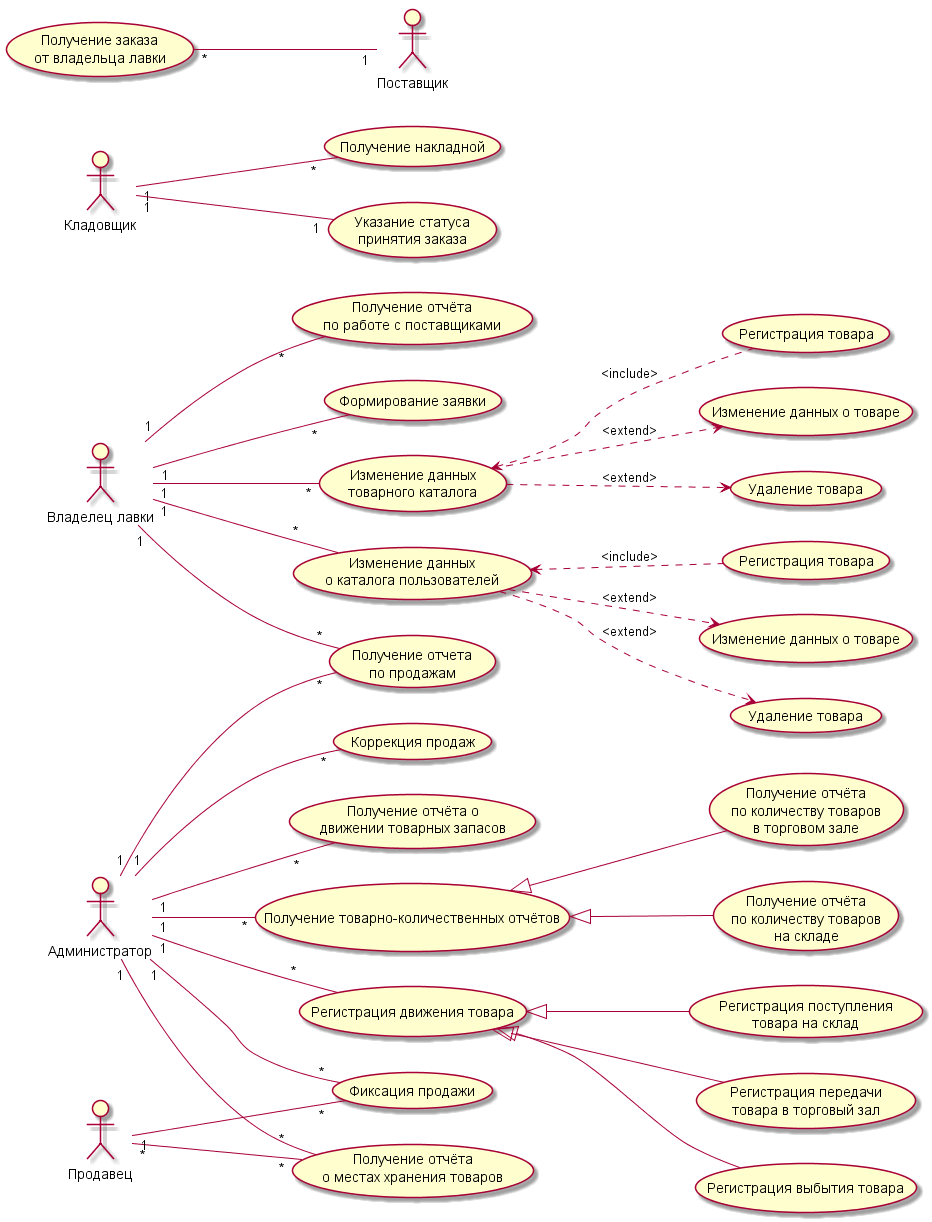 Получение заказа
от владельца лавки
*
1
Поставщик
Кладовщик
1
1
*
Получение накладной
1
Указание статуса
принятия заказа
Получение отчёта
по работе с поставщиками
*
1
Формирование заявки
*
1
Владелец лавки
Изменение данных
товарного каталога
*
1
<include>
Регистрация товара
<extend>
Изменение данных о товаре
<extend>
Удаление товара
1
*
Изменение данных
о каталога пользователей
1
<include>
Регистрация товара
<extend>
Изменение данных о товаре
<extend>
Удаление товара
*
Получение отчета
по продажам
*
Коррекция продаж
*
1
1
Получение отчёта о
движении товарных запасов
*
1
Администратор
Получение товарно-количественных отчётов
*
1
Получение отчёта
по количеству товаров
в торговом зале
Получение отчёта
по количеству товаров
на складе
1
*
Регистрация движения товара
1
1
Регистрация поступления
товара на склад
Регистрация передачи
товара в торговый зал
Регистрация выбытия товара
*
Фиксация продажи
*
Продавец
1
*
*
*
Получение отчёта
о местах хранения товаров